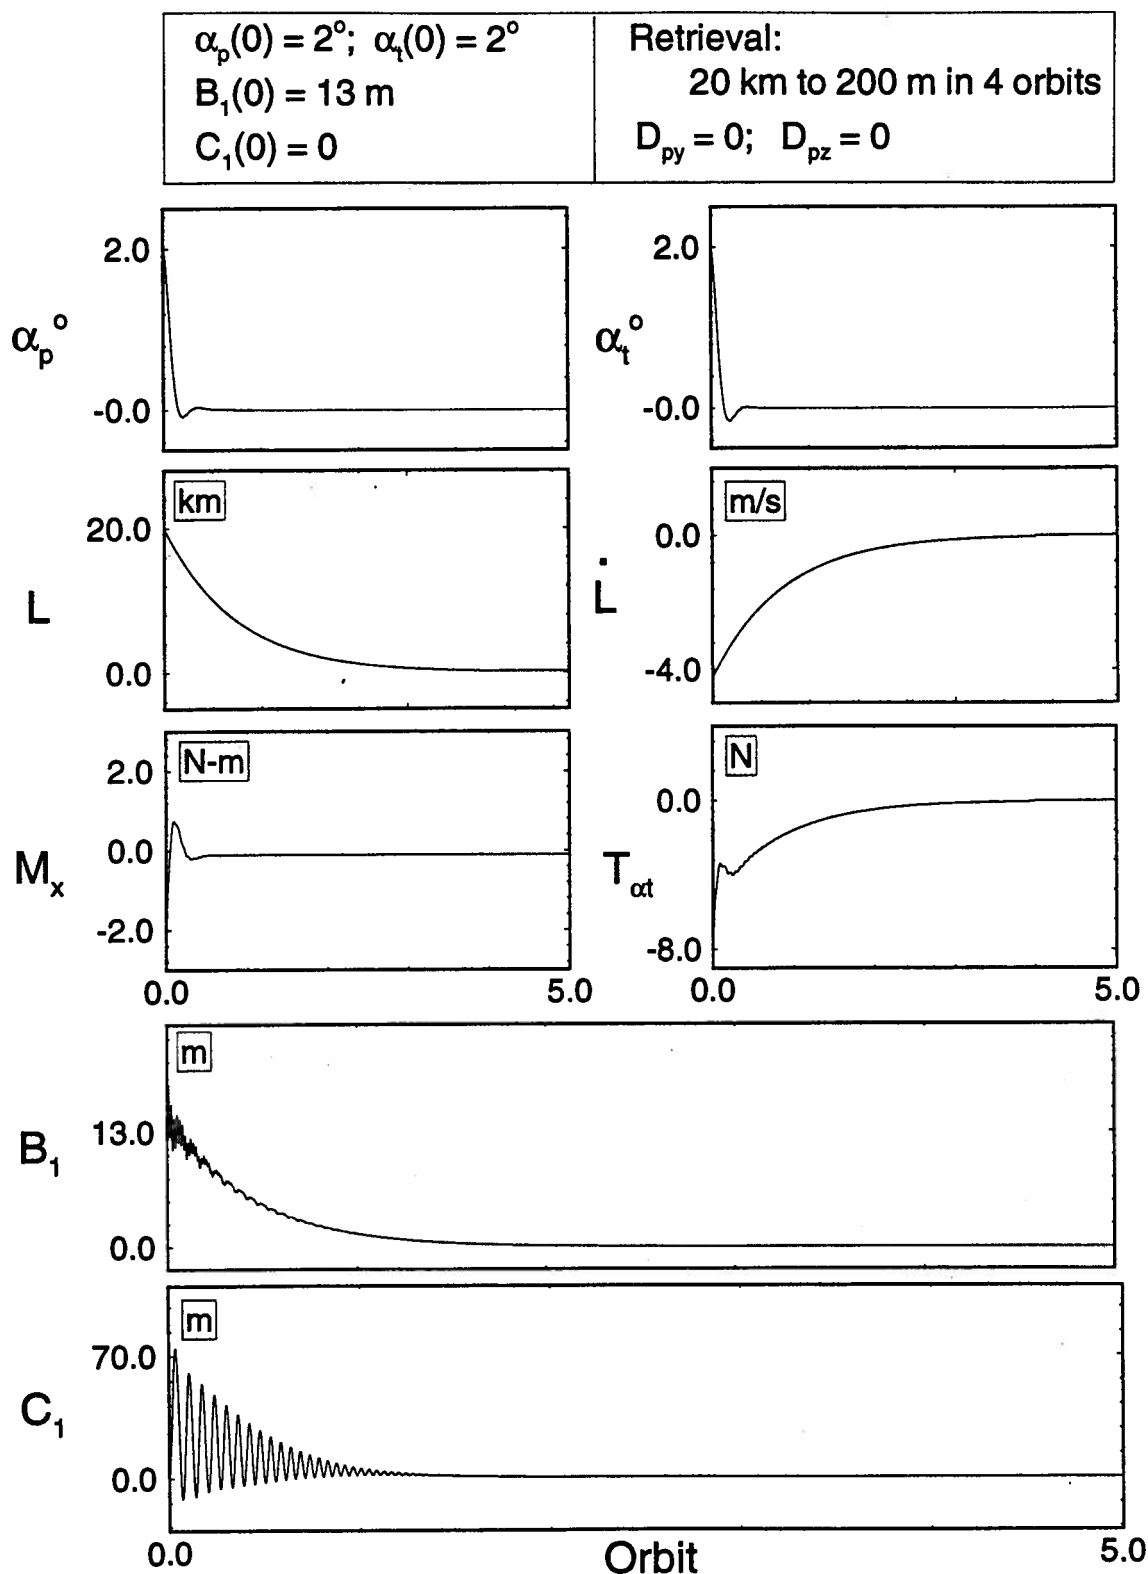 αp(0) = 2°; αt(0) = 2°
B1(0) = 13 m
C1(0) = 0
Retrieval:
20 km to 200 m in 4 orbits
Dpy = 0; Dpz = 0
2.0
αp°
-0.0
2.0
αt°
-0.0
km
20.0
L
0.0
m/s
0.0
L̇
-4.0
N-m
2.0
0.0
Mx
-2.0
0.0
5.0
N
0.0
Tαt
-8.0
0.0
5.0
m
13.0
B1
0.0
m
70.0
C1
0.0
0.0
Orbit
5.0